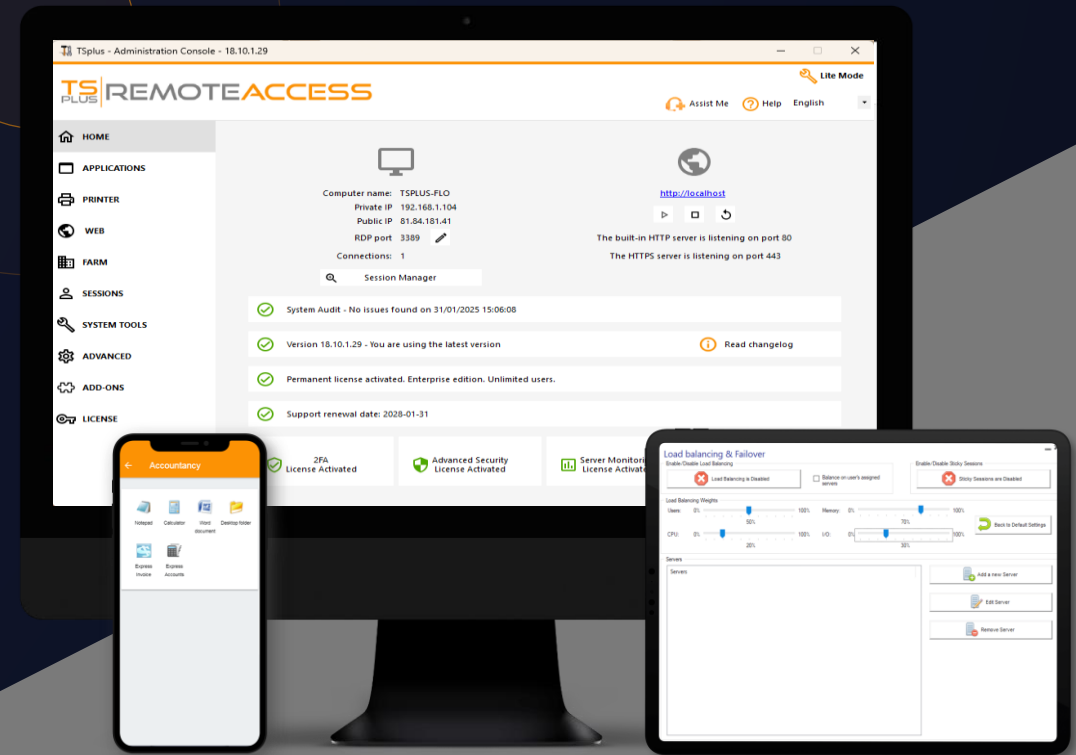 TSplus - Administration Console - 18.10.1.29
TS PLUS REMOTEACCESS
Lite Mode
Assist Me
Help
English
HOME
APPLICATIONS
PRINTER
WEB
FARM
SESSIONS
SYSTEM TOOLS
ADVANCED
ADD-ONS
LICENSE
Computer name: TSPLUS-FLO
Private IP 192.168.1.104
Public IP 81.84.181.41
RDP port 3389
Connections: 1
Session Manager
http://localhost
The built-in HTTP server is listening on port 80
The HTTPS server is listening on port 443
System Audit - No issues found on 31/01/2025 15:06:08
Version 18.10.1.29 - You are using the latest version
Read changelog
Permanent license activated. Enterprise edition. Unlimited users.
Support renewal date: 2028-01-31
2FA
License Activated
Advanced Security
License Activated
Server Monitori
License Activate
Accountancy
Notepad
Calculator
Word
document
Desktop folder
Express
Invoice
Express
Accounts
Load balancing & Failover
Enable/Disable Load Balancing
Load Balancing is Disabled
Balance on user's assigned
servers
Enable/Disable Sticky Sessions
Sticky Sessions are Disabled
Load Balancing Weights
Users: 0% 100%
50%
Memory 0% 100%
70%
CPU: 0% 100%
20%
I-O: 0% 100%
30%
Back to Default Settings
Servers
Servers
Add a new Server
Edit Server
Remove Server